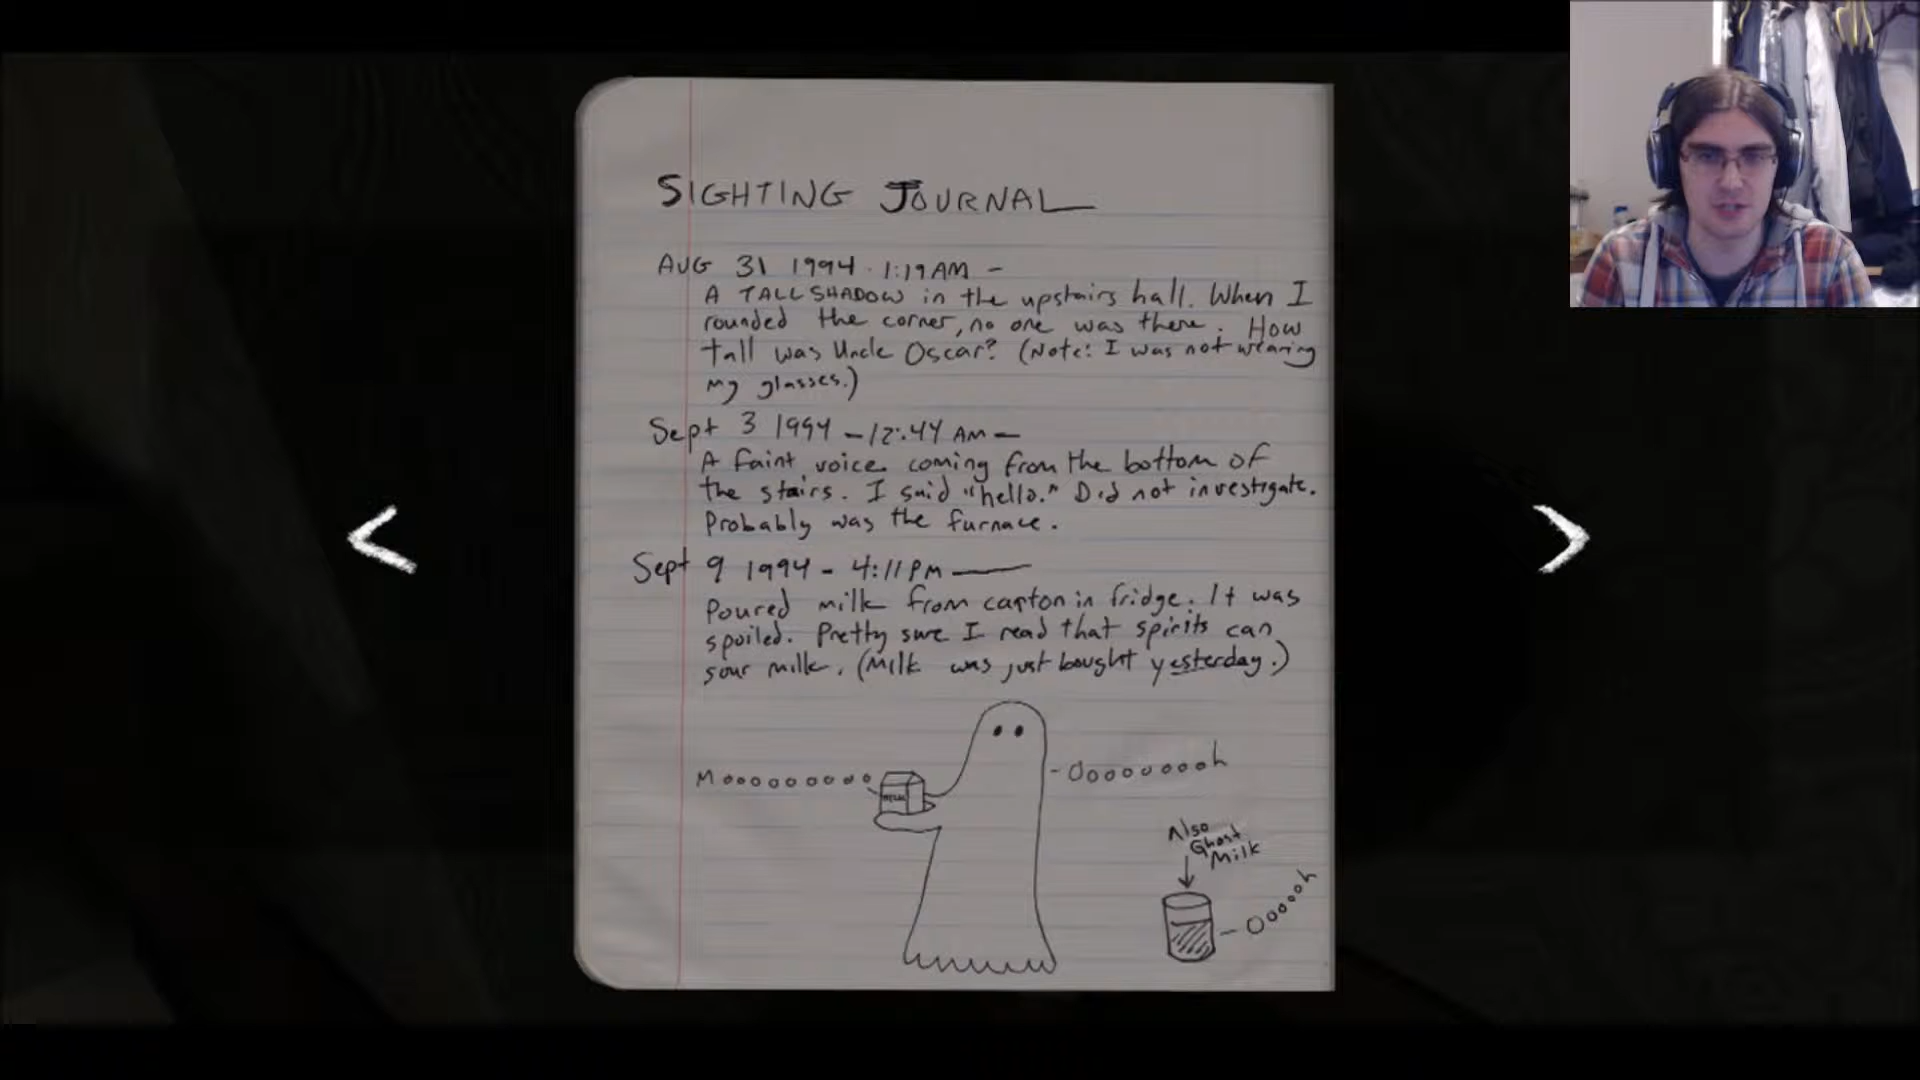 SIGHTING JOURNAL
AUG 31 1994 - 1:19AM -
A TALL SHADOW in the upstairs hall. When I
rounded the corner, no one was there. How
tall was Uncle Oscar? (Note: I was not wearing
my glasses.)
Sept 3 1994 - 12:44 AM -
A faint voice coming from the bottom of
the stairs. I said "hello." Did not investigate.
Probably was the furnace.
Sept 9 1994 - 4:11PM
Poured milk from carton in fridge. It was
spoiled. Pretty sure I read that spirits can
sour milk. (Milk was just bought yesterday.)
Mooooooooo
MILK
- Oooooooh
Also
Ghost
Milk
- Ooooooh